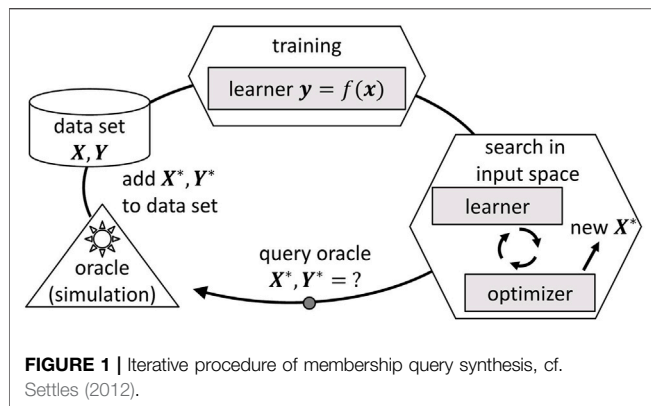 training
learner y = f(x)
data set
X, Y
search in
input space
learner
new X*
optimizer
add X*, Y*
to data set
query oracle
X*, Y* = ?
oracle
(simulation)
FIGURE 1 | Iterative procedure of membership query synthesis, cf.
Settles (2012).